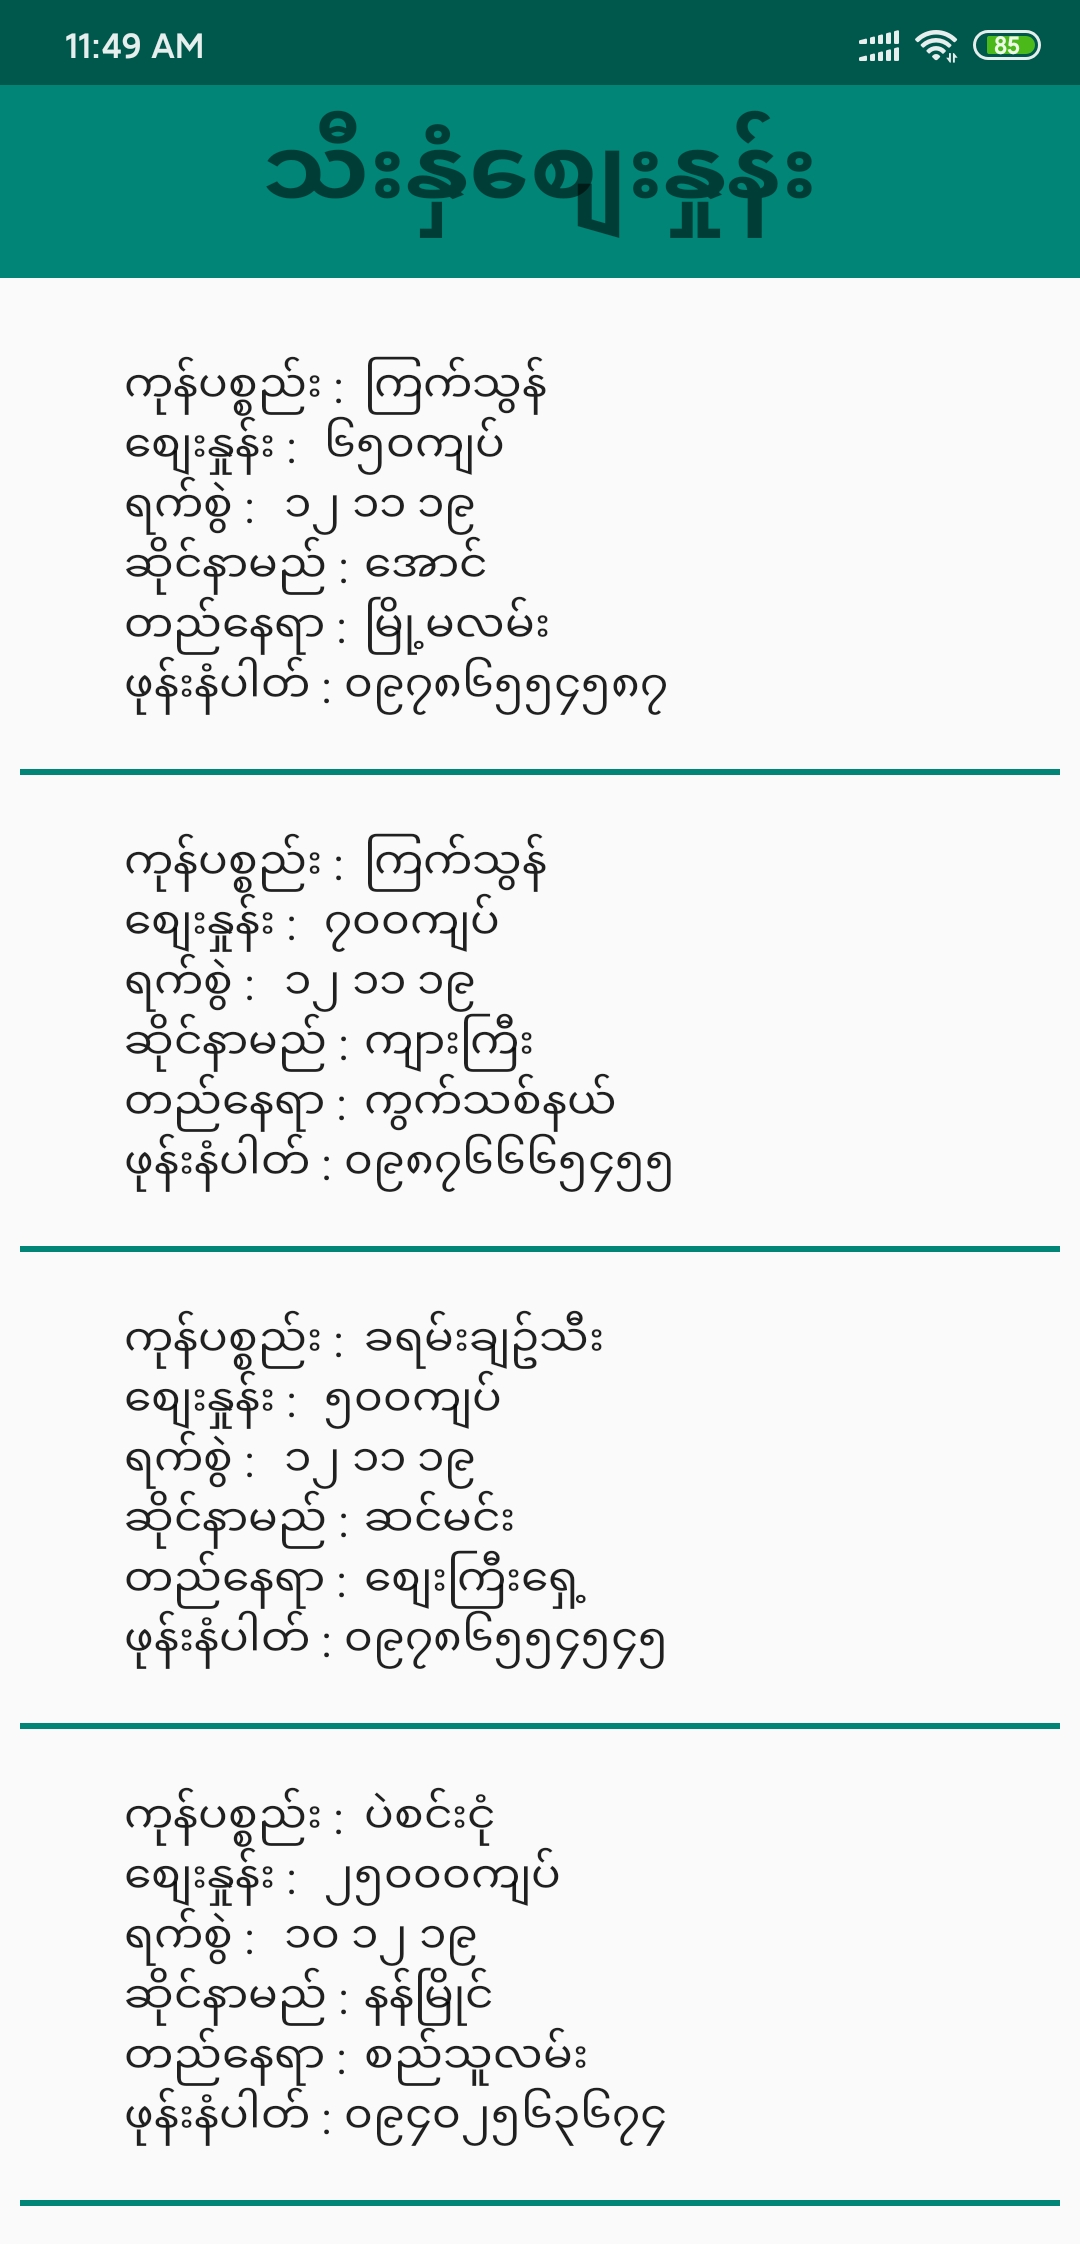 11:49 AM
85
သီးနှံစျေးနှုန်း
ကုန်ပစ္စည်း : ကြက်သွန်
စျေးနှုန်း : ၆၅၀ကျပ်
ရက်စွဲ : ၁၂ ၁၁ ၁၉
ဆိုင်နာမည် : အောင်
တည်နေရာ : မြို့မလမ်း
ဖုန်းနံပါတ် : ၀၉၇၈၆၅၅၄၅၈၇
ကုန်ပစ္စည်း : ကြက်သွန်
စျေးနှုန်း : ၇၀၀ကျပ်
ရက်စွဲ : ၁၂ ၁၁ ၁၉
ဆိုင်နာမည် : ကျားကြီး
တည်နေရာ : ကွက်သစ်နယ်
ဖုန်းနံပါတ် : ၀၉၈၇၆၆၆၅၄၅၅
ကုန်ပစ္စည်း : ခရမ်းချဥ်သီး
စျေးနှုန်း : ၅၀၀ကျပ်
ရက်စွဲ : ၁၂ ၁၁ ၁၉
ဆိုင်နာမည် : ဆင်မင်း
တည်နေရာ : စျေးကြီးရှေ့
ဖုန်းနံပါတ် : ၀၉၇၈၆၅၅၄၅၄၅
ကုန်ပစ္စည်း : ပဲစင်းငုံ
စျေးနှုန်း : ၂၅၀၀၀ကျပ်
ရက်စွဲ : ၁၀ ၁၂ ၁၉
ဆိုင်နာမည် : နန်မြိုင်
တည်နေရာ : စည်သူလမ်း
ဖုန်းနံပါတ် : ၀၉၄၀၂၅၆၃၆၇၄